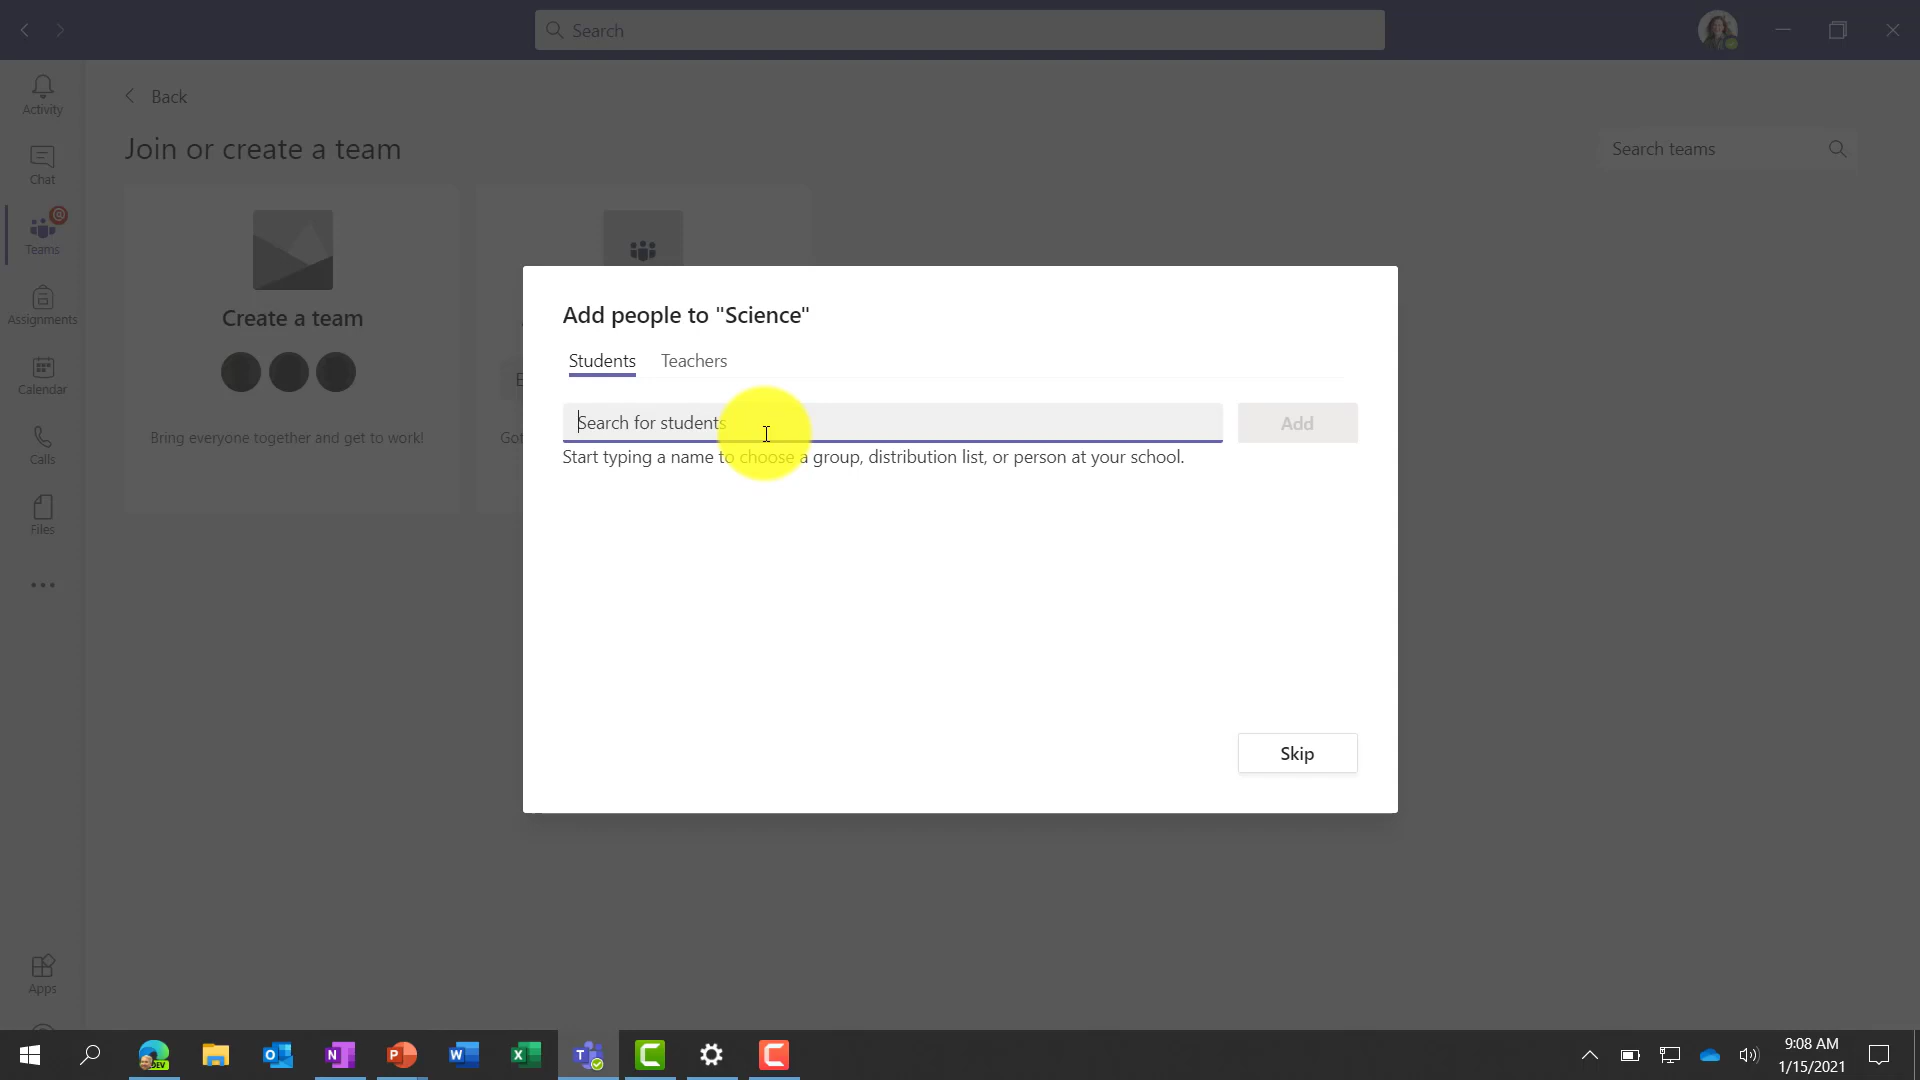 Search
Activity
Chat
Teams
Assignments
Calendar
Calls
Files
Apps
Back
Join or create a team
Search teams
Create a team
Bring everyone together and get to work!
Got
Add people to "Science"
Students Teachers
Search for students
Add
Start typing a name to choose a group, distribution list, or person at your school.
Skip
DEV
9:08 AM
1/15/2021